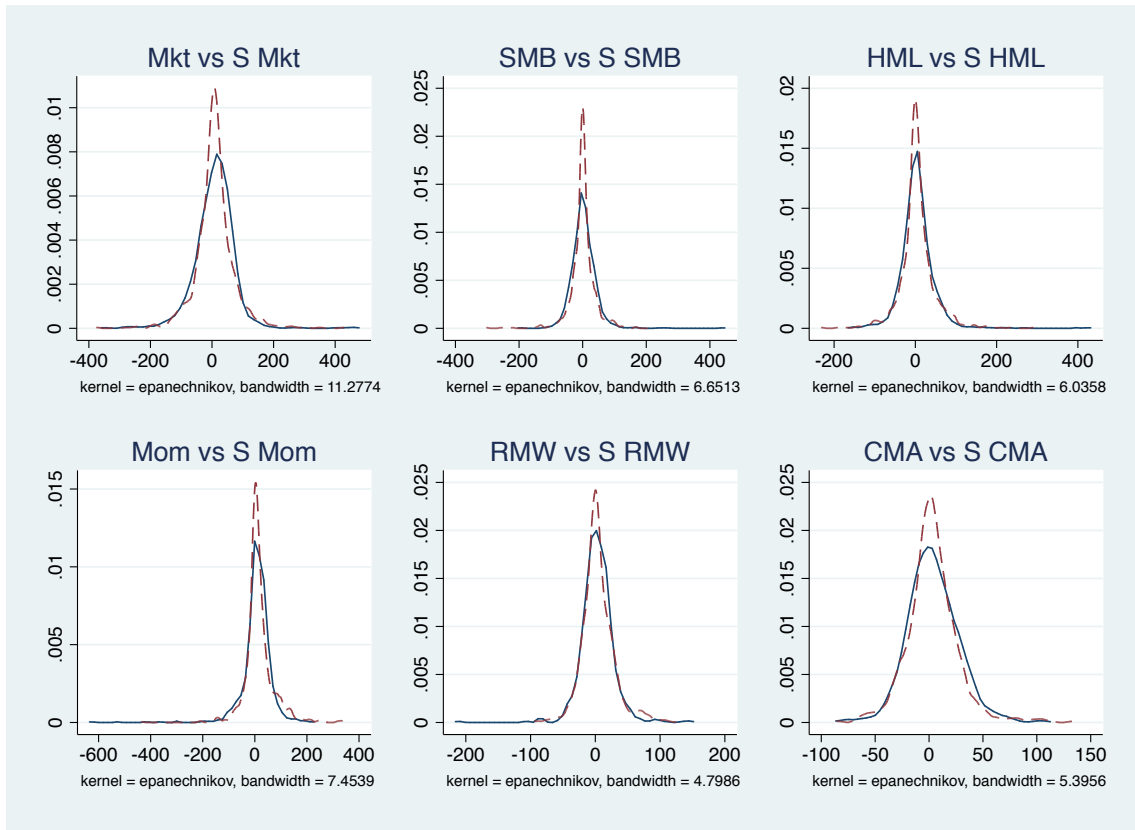 Mkt vs S Mkt
0 .002 .004 .006 .008 .01
-400 -200 0 200 400
kernel = epanechnikov, bandwidth = 11.2774
SMB vs S SMB
0 .005 .01 .015 .02 .025
-400 -200 0 200 400
kernel = epanechnikov, bandwidth = 6.6513
HML vs S HML
0 .005 .01 .015 .02
-200 0 200 400
kernel = epanechnikov, bandwidth = 6.0358
Mom vs S Mom
0 .005 .01 .015
-600 -400 -200 0 200 400
kernel = epanechnikov, bandwidth = 7.4539
RMW vs S RMW
0 .005 .01 .015 .02 .025
-200 -100 0 100 200
kernel = epanechnikov, bandwidth = 4.7986
CMA vs S CMA
0 .005 .01 .015 .02 .025
-100 -50 0 50 100 150
kernel = epanechnikov, bandwidth = 5.3956